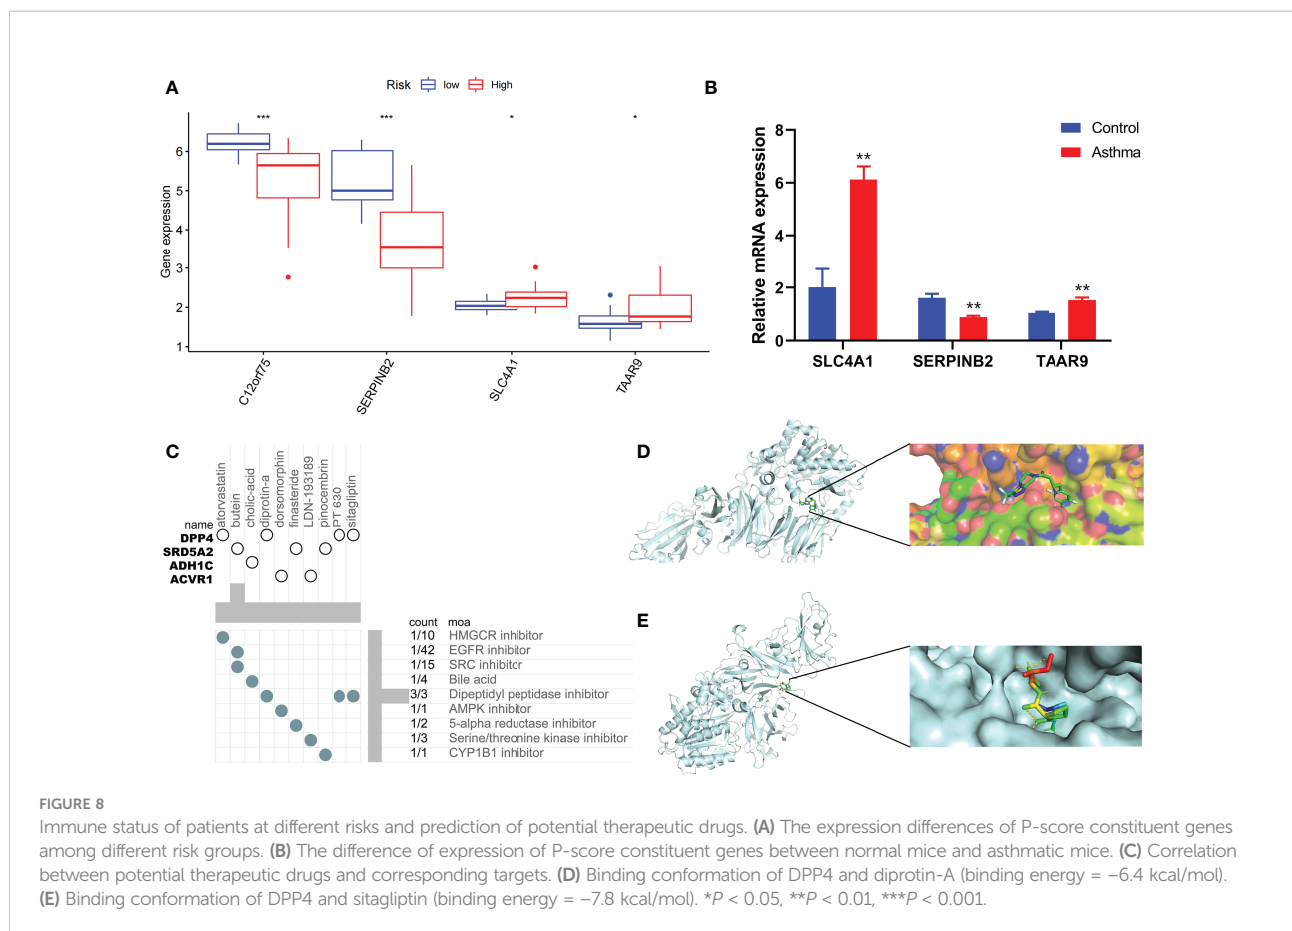 A
Risk low High
***
***
*
*
Gene expression
6
5
4
3
2
1
C12orf75
SERPINB2
SLC4A1
TAAR9
B
Control
Asthma
Relative mRNA expression
8
6
4
2
0
**
**
**
SLC4A1
SERPINB2
TAAR9
C
atorvastatin
butein
cholic-acid
diprotin-a
dorsomorphin
finasteride
LDN-193189
pinocembrin
PT 630
sitagliptin
name
DPP4
SRD5A2
ADH1C
ACVR1
count moa
1/10 HMGCR inhibitor
1/42 EGFR inhibitor
1/15 SRC inhibitor
1/4 Bile acid
3/3 Dipeptidyl peptidase inhibitor
1/1 AMPK inhibitor
1/2 5-alpha reductase inhibitor
1/3 Serine/threonine kinase inhibitor
1/1 CYP1B1 inhibitor
D
E
FIGURE 8
Immune status of patients at different risks and prediction of potential therapeutic drugs. (A) The expression differences of P-score constituent genes
among different risk groups. (B) The difference of expression of P-score constituent genes between normal mice and asthmatic mice. (C) Correlation
between potential therapeutic drugs and corresponding targets. (D) Binding conformation of DPP4 and diprotin-A (binding energy = −6.4 kcal/mol).
(E) Binding conformation of DPP4 and sitagliptin (binding energy = −7.8 kcal/mol). *P < 0.05, **P < 0.01, ***P < 0.001.